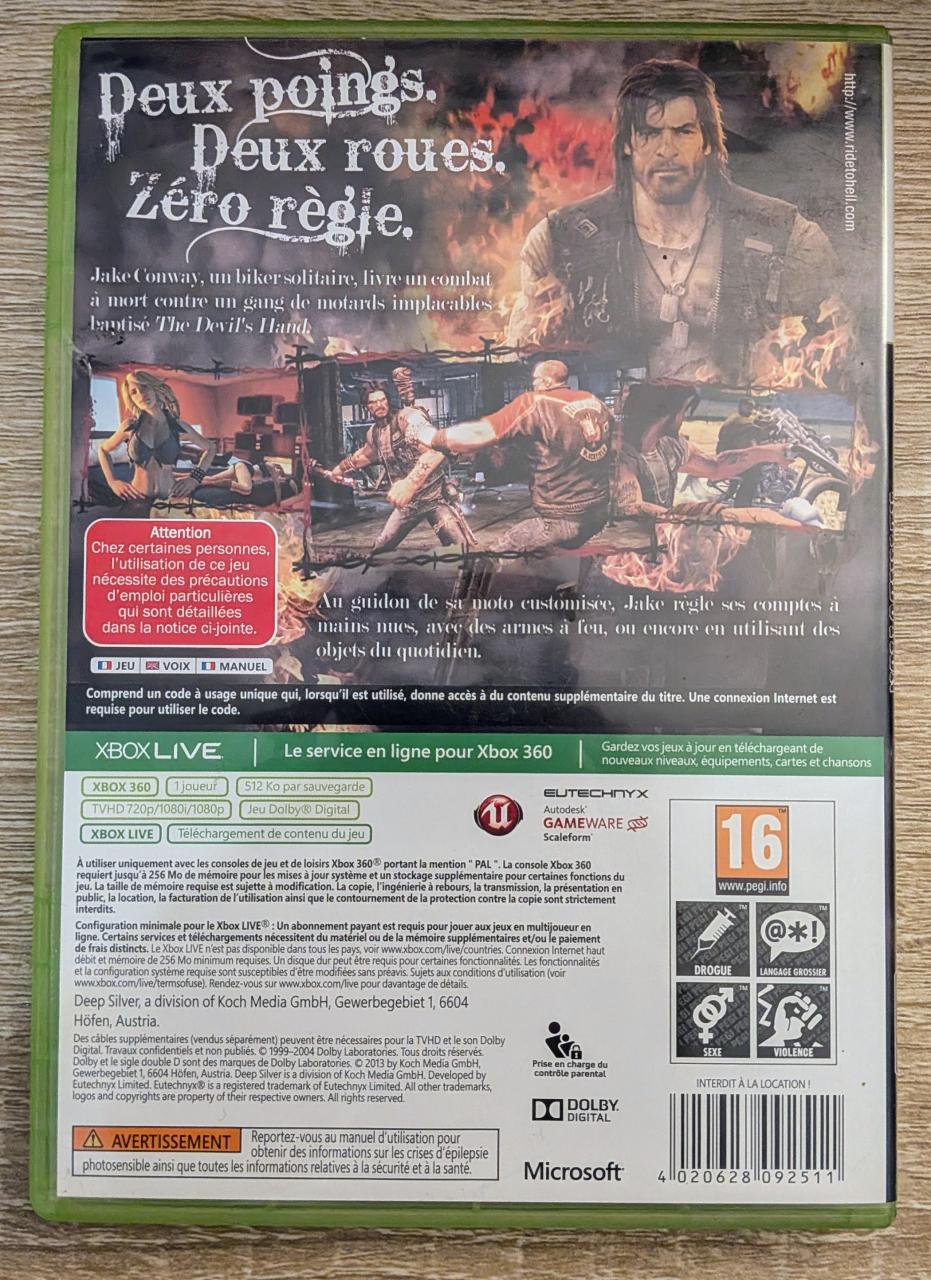 Deux poings.
Deux roues.
Zéro règle.
http://www.ridetohell.com
Jake Conway, un biker solitaire, livre un combat
à mort contre un gang de motards implacables
baptisé The Devil's Hand.
Attention
Chez certaines personnes,
l'utilisation de ce jeu
nécessite des précautions
d'emploi particulières
qui sont détaillées
dans la notice ci-jointe.
JEU VOIX MANUEL
Au guidon de sa moto customisée, Jake règle ses comptes à
mains nues, avec des armes à feu, ou encore en utilisant des
objets du quotidien.
Comprend un code à usage unique qui, lorsqu'il est utilisé, donne accès à du contenu supplémentaire du titre. Une connexion Internet est
requise pour utiliser le code.
XBOX LIVE | Le service en ligne pour Xbox 360 | Gardez vos jeux à jour en téléchargeant de
nouveaux niveaux, équipements, cartes et chansons
XBOX 360 1 joueur 512 Ko par sauvegarde
TVHD 720p/1080i/1080p Jeu Dolby® Digital
XBOX LIVE Téléchargement de contenu du jeu
EUTECHNYX
Autodesk®
GAMEWARE
Scaleform®
À utiliser uniquement avec les consoles de jeu et de loisirs Xbox 360® portant la mention " PAL ". La console Xbox 360
requiert jusqu'à 256 Mo de mémoire pour les mises à jour système et un stockage supplémentaire pour certaines fonctions du
jeu. La taille de mémoire requise est sujette à modification. La copie, l'ingénierie à rebours, la transmission, la présentation en
public, la location, la facturation de l'utilisation ainsi que le contournement de la protection contre la copie sont strictement
interdits.
Configuration minimale pour le Xbox LIVE® : Un abonnement payant est requis pour jouer aux jeux en multijoueur en
ligne. Certains services et téléchargements nécessitent du matériel ou de la mémoire supplémentaires et/ou le paiement
de frais distincts. Le Xbox LIVE n'est pas disponible dans tous les pays, voir www.xbox.com/live/countries. Connexion Internet haut
débit et mémoire de 256 Mo minimum requises. Un disque dur peut être requis pour certaines fonctionnalités. Les fonctionnalités
et la configuration système requise sont susceptibles d'être modifiées sans préavis. Sujets aux conditions d'utilisation (voir
www.xbox.com/live/termsofuse). Rendez-vous sur www.xbox.com/live pour davantage de détails.
Deep Silver, a division of Koch Media GmbH, Gewerbegebiet 1, 6604
Höfen, Austria.
Des câbles supplémentaires (vendus séparément) peuvent être nécessaires pour la TVHD et le son Dolby
Digital. Travaux confidentiels et non publiés. © 1999–2004 Dolby Laboratories. Tous droits réservés.
Dolby et le sigle double D sont des marques de Dolby Laboratories. © 2013 by Koch Media GmbH,
Gewerbegebiet 1, 6604 Höfen, Austria. Deep Silver is a division of Koch Media GmbH. Developed by
Eutechnyx Limited. Eutechnyx® is a registered trademark of Eutechnyx Limited. All other trademarks,
logos and copyrights are property of their respective owners. All rights reserved.
AVERTISSEMENT Reportez-vous au manuel d'utilisation pour
obtenir des informations sur les crises d'épilepsie
photosensible ainsi que toutes les informations relatives à la sécurité et à la santé.
Prise en charge du
contrôle parental
DOLBY
DIGITAL
Microsoft®
16
www.pegi.info
DROGUE
@*!
LANGAGE GROSSIER
SEXE
VIOLENCE
INTERDIT À LA LOCATION !
4 020628 092511